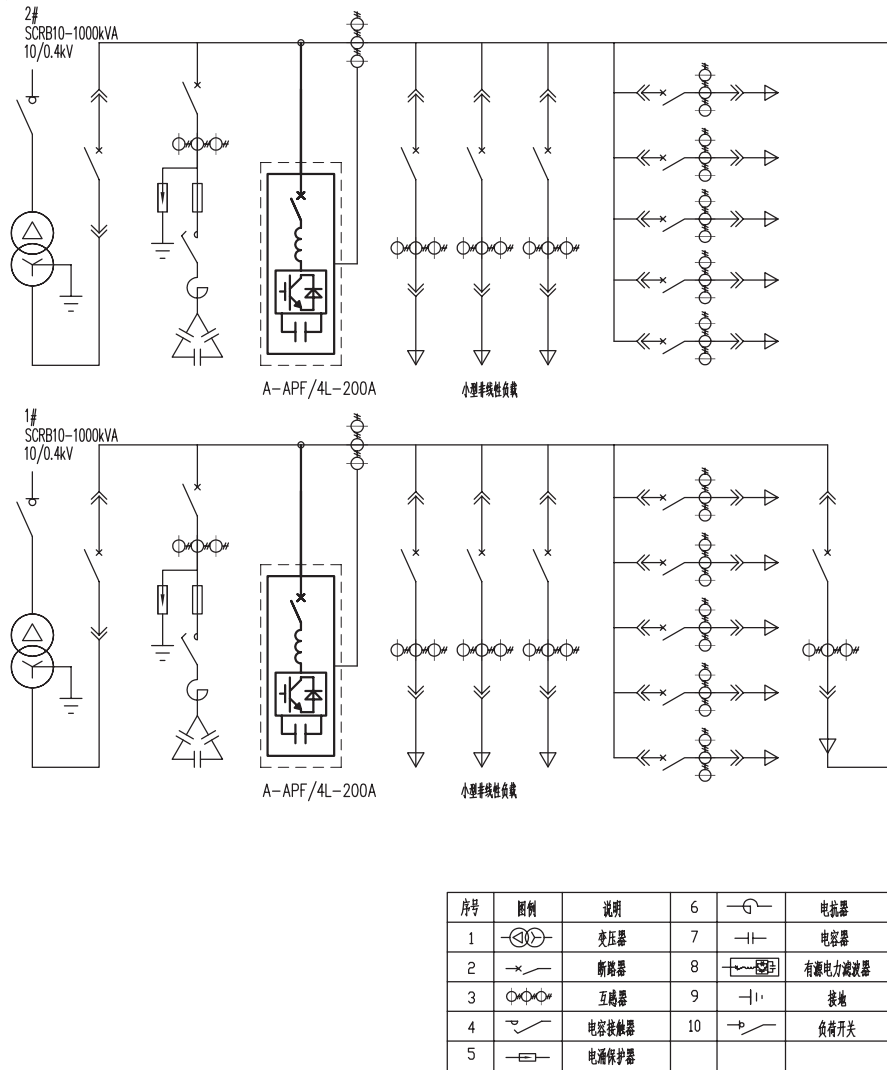 2#
SCRB10-1000kVA
10/0.4kV
A-APF/4L-200A
小型非线性负载
1#
SCRB10-1000kVA
10/0.4kV
A-APF/4L-200A
小型非线性负载
序号 图例 说明 6 电抗器
1 变压器 7 电容器
2 断路器 8 有源电力滤波器
3 互感器 9 接地
4 电容接触器 10 负荷开关
5 电涌保护器